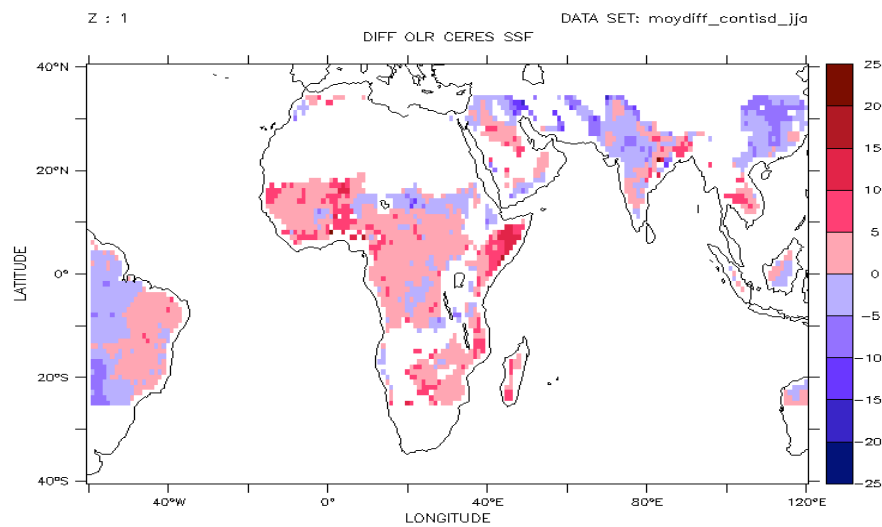 Z : 1
DATA SET: moydiff_contisd_jja
DIFF OLR CERES SSF
40°N
20°N
0°
20°S
40°S
LATITUDE
40°W
0°
40°E
80°E
120°E
LONGITUDE
25
20
15
10
5
0
−5
−10
−15
−20
−25